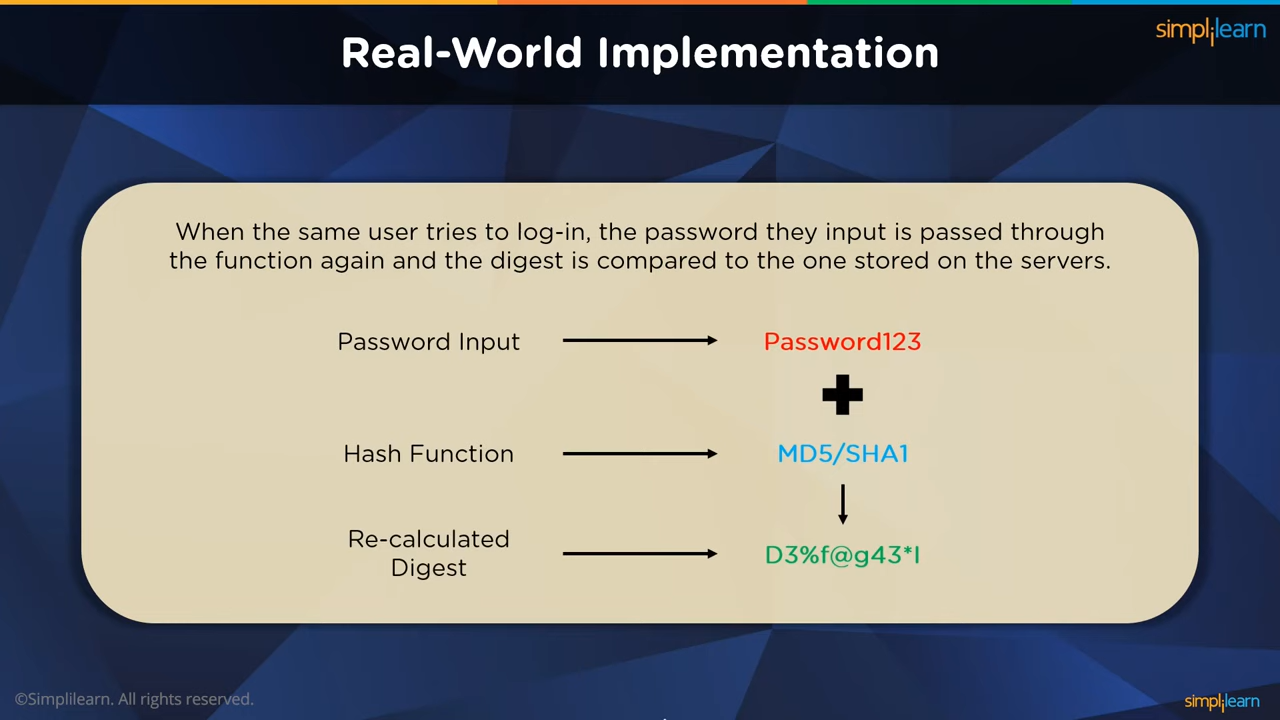 Real-World Implementation
simplilearn
When the same user tries to log-in, the password they input is passed through
the function again and the digest is compared to the one stored on the servers.
Password Input
Password123
Hash Function
MD5/SHA1
Re-calculated
Digest
D3%f@g43*I
©Simplilearn. All rights reserved.
simplilearn